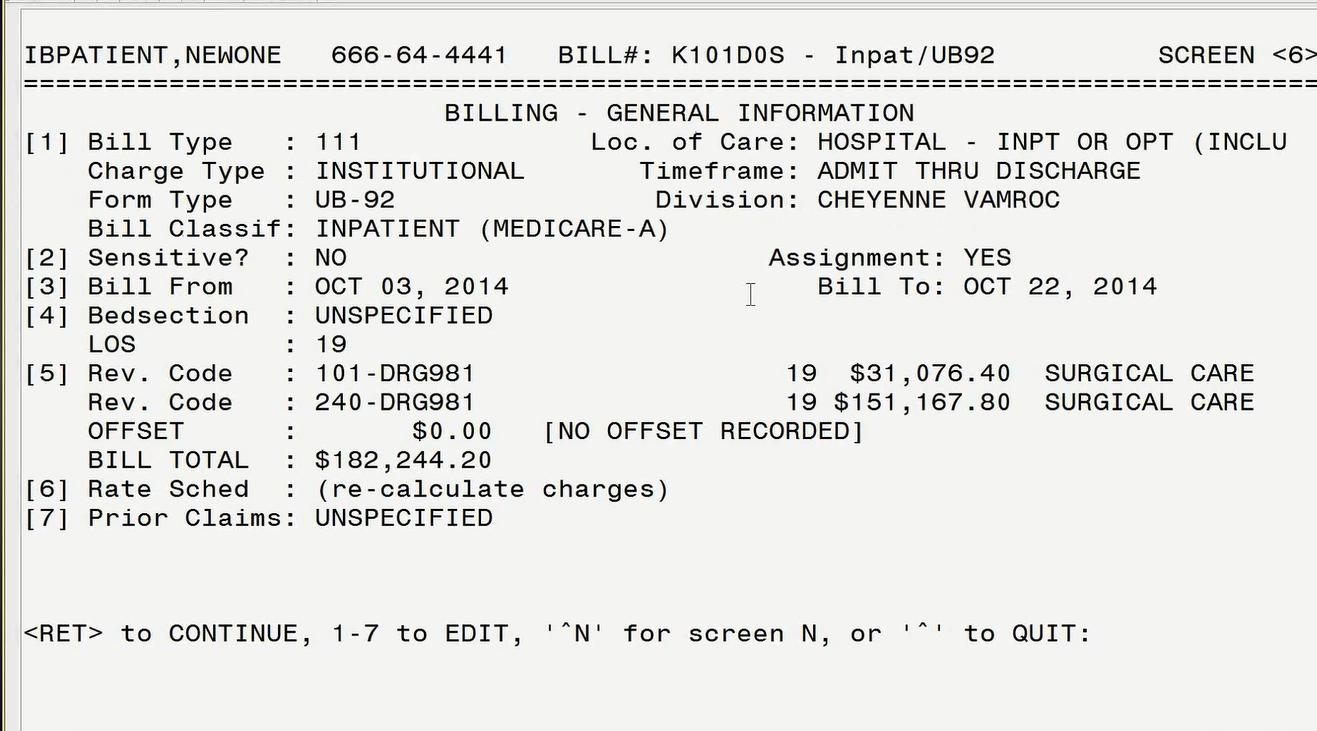 IBPATIENT,NEWONE   666-64-4441   BILL#: K101D0S - Inpat/UB92          SCREEN <6>
================================================================================
                          BILLING - GENERAL INFORMATION
[1] Bill Type   : 111              Loc. of Care: HOSPITAL - INPT OR OPT (INCLU
    Charge Type : INSTITUTIONAL       Timeframe: ADMIT THRU DISCHARGE
    Form Type   : UB-92                Division: CHEYENNE VAMROC
    Bill Classif: INPATIENT (MEDICARE-A)
[2] Sensitive?  : NO                          Assignment: YES
[3] Bill From   : OCT 03, 2014                   Bill To: OCT 22, 2014
[4] Bedsection  : UNSPECIFIED
    LOS         : 19
[5] Rev. Code   : 101-DRG981                   19  $31,076.40  SURGICAL CARE
    Rev. Code   : 240-DRG981                   19 $151,167.80  SURGICAL CARE
    OFFSET      :       $0.00   [NO OFFSET RECORDED]
    BILL TOTAL  : $182,244.20
[6] Rate Sched  : (re-calculate charges)
[7] Prior Claims: UNSPECIFIED
<RET> to CONTINUE, 1-7 to EDIT, '^N' for screen N, or '^' to QUIT: